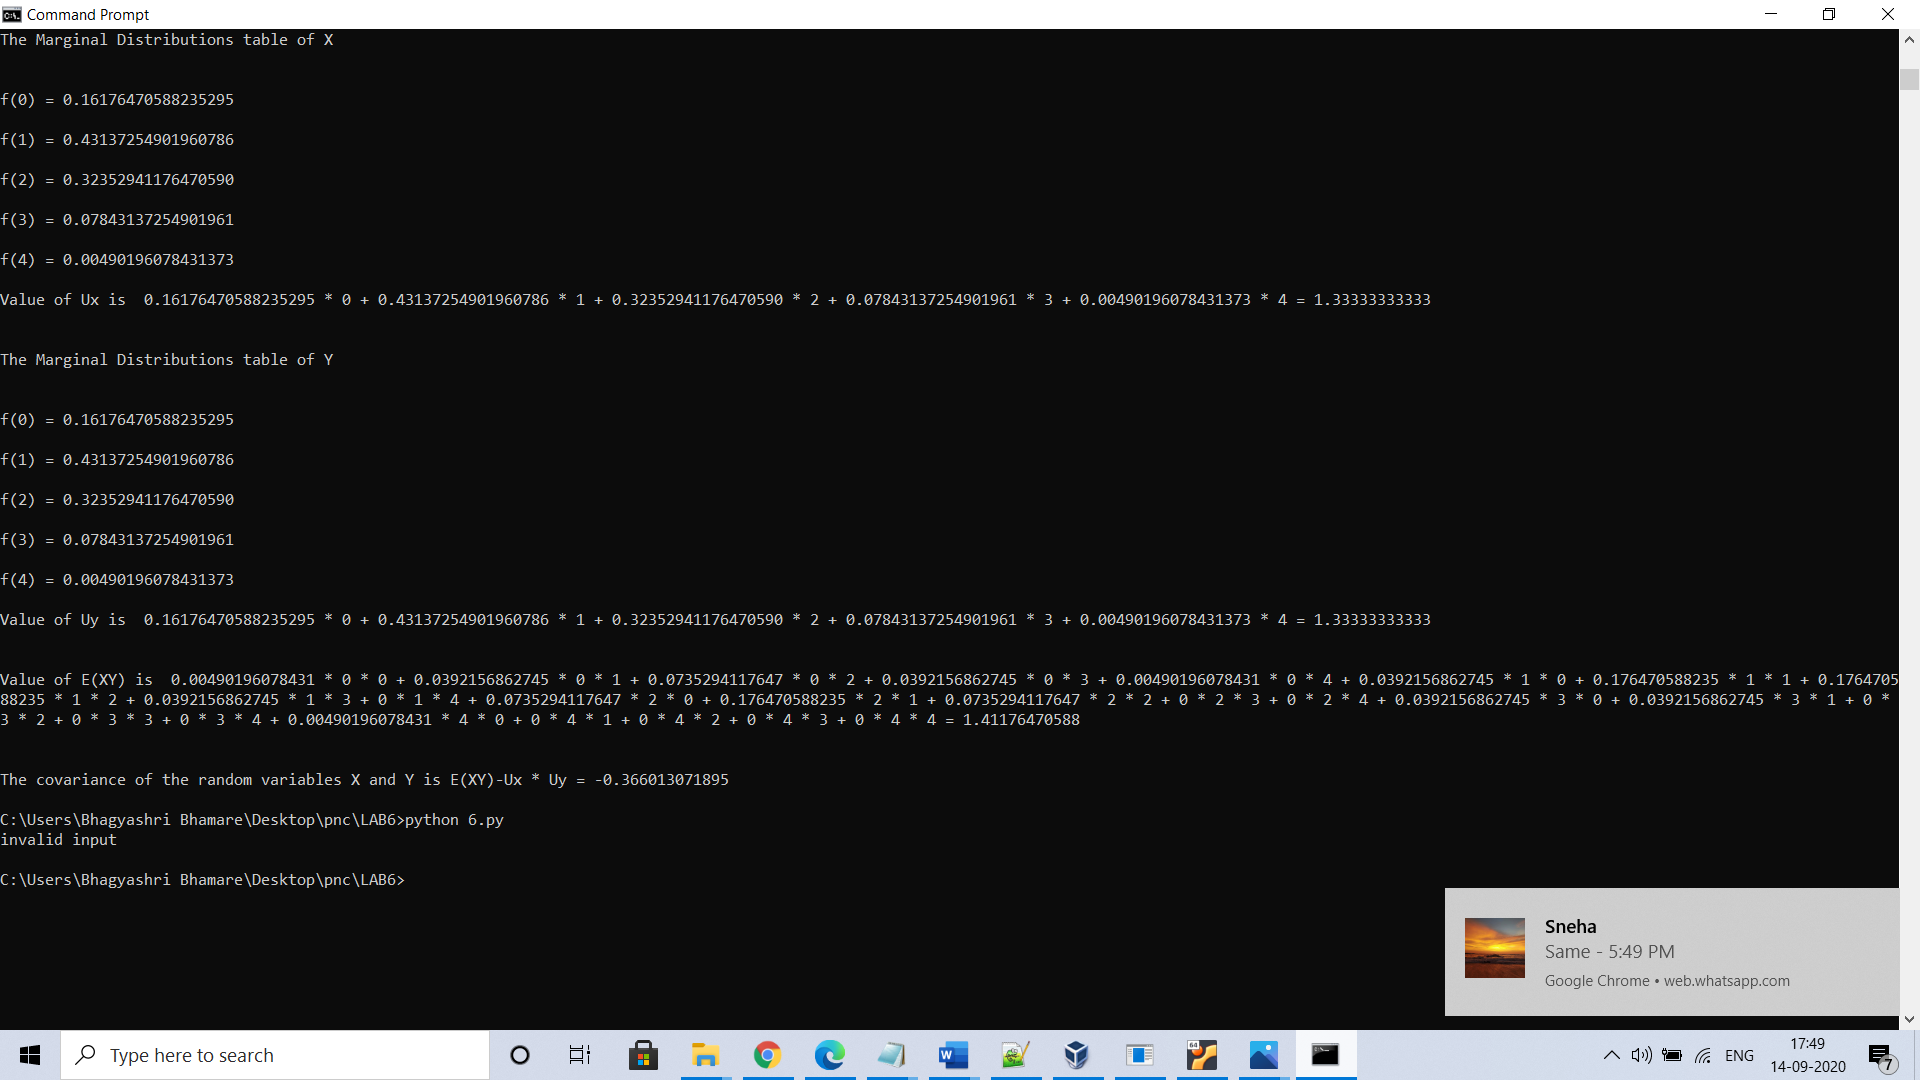 Command Prompt
The Marginal Distributions table of X
f(0) = 0.16176470588235295
f(1) = 0.43137254901960786
f(2) = 0.32352941176470590
f(3) = 0.07843137254901961
f(4) = 0.00490196078431373
Value of Ux is  0.16176470588235295 * 0 + 0.43137254901960786 * 1 + 0.32352941176470590 * 2 + 0.07843137254901961 * 3 + 0.00490196078431373 * 4 = 1.33333333333
The Marginal Distributions table of Y
f(0) = 0.16176470588235295
f(1) = 0.43137254901960786
f(2) = 0.32352941176470590
f(3) = 0.07843137254901961
f(4) = 0.00490196078431373
Value of Uy is  0.16176470588235295 * 0 + 0.43137254901960786 * 1 + 0.32352941176470590 * 2 + 0.07843137254901961 * 3 + 0.00490196078431373 * 4 = 1.33333333333
Value of E(XY) is  0.00490196078431 * 0 * 0 + 0.0392156862745 * 0 * 1 + 0.0735294117647 * 0 * 2 + 0.0392156862745 * 0 * 3 + 0.00490196078431 * 0 * 4 + 0.0392156862745 * 1 * 0 + 0.176470588235 * 1 * 1 + 0.1764705
88235 * 1 * 2 + 0.0392156862745 * 1 * 3 + 0 * 1 * 4 + 0.0735294117647 * 2 * 0 + 0.176470588235 * 2 * 1 + 0.0735294117647 * 2 * 2 + 0 * 2 * 3 + 0 * 2 * 4 + 0.0392156862745 * 3 * 0 + 0.0392156862745 * 3 * 1 + 0 *
3 * 2 + 0 * 3 * 3 + 0 * 3 * 4 + 0.00490196078431 * 4 * 0 + 0 * 4 * 1 + 0 * 4 * 2 + 0 * 4 * 3 + 0 * 4 * 4 = 1.41176470588
The covariance of the random variables X and Y is E(XY)-Ux * Uy = -0.366013071895
C:\Users\Bhagyashri Bhamare\Desktop\pnc\LAB6>python 6.py
invalid input
C:\Users\Bhagyashri Bhamare\Desktop\pnc\LAB6>
Sneha
Same - 5:49 PM
Google Chrome • web.whatsapp.com
Type here to search
W
64
ENG
17:49
14-09-2020
7